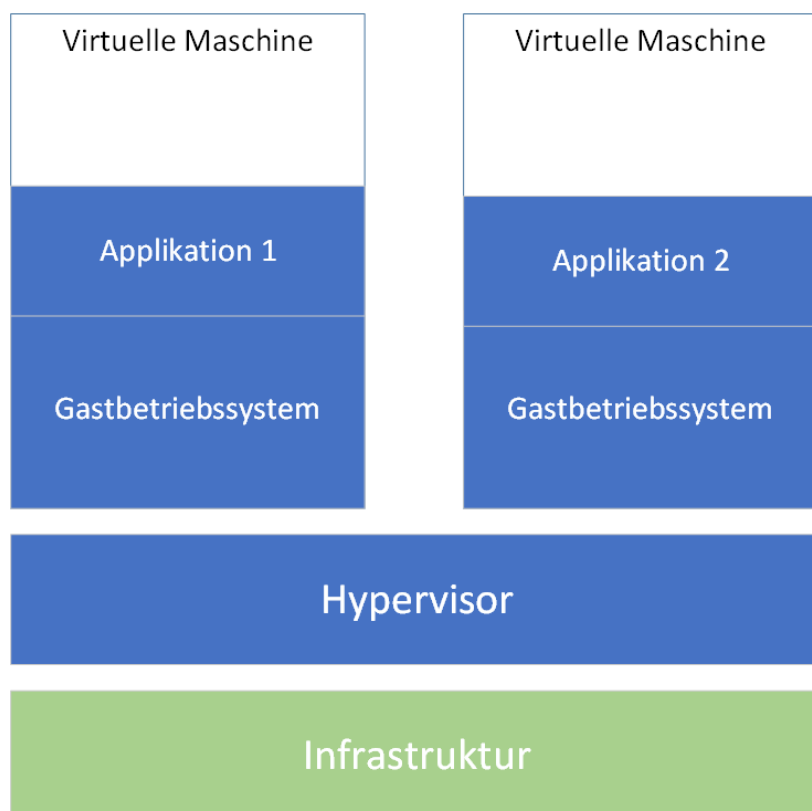 Virtuelle Maschine
Applikation 1
Gastbetriebssystem
Virtuelle Maschine
Applikation 2
Gastbetriebssystem
Hypervisor
Infrastruktur